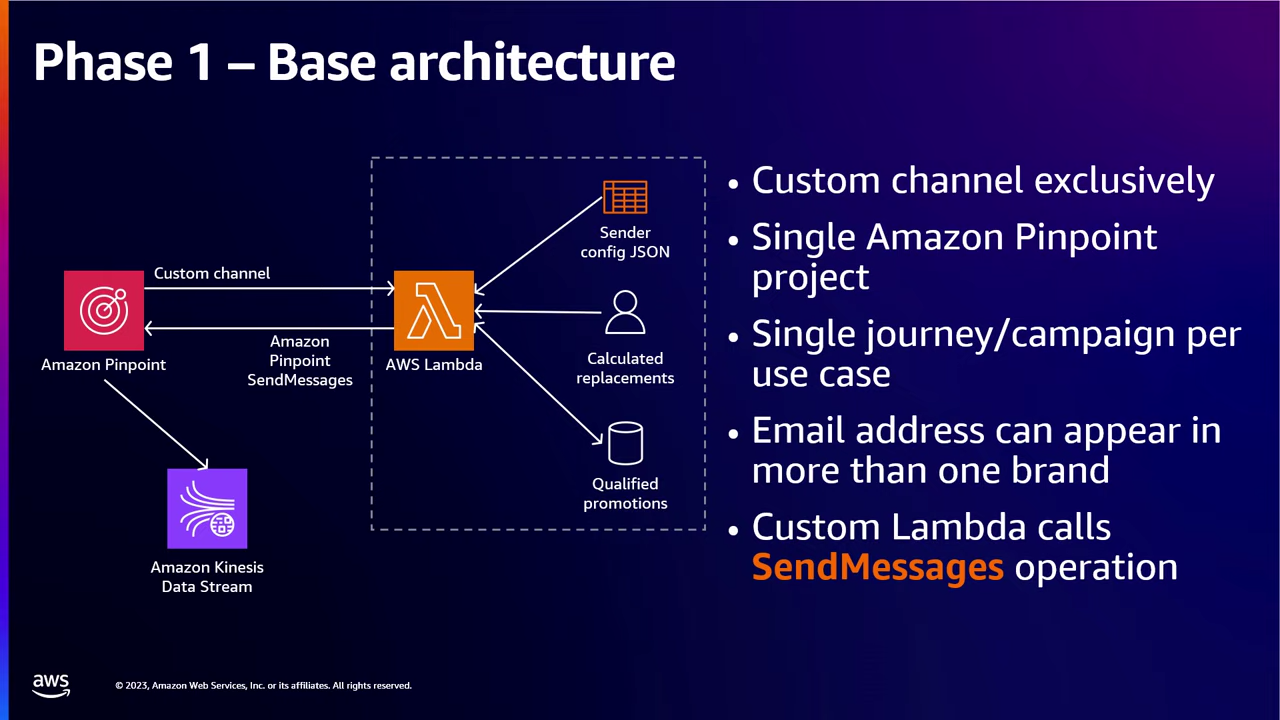 Phase 1 – Base architecture
Custom channel
Amazon Pinpoint
Amazon
Pinpoint
SendMessages
AWS Lambda
Sender
config JSON
Calculated
replacements
Qualified
promotions
Amazon Kinesis
Data Stream
• Custom channel exclusively
• Single Amazon Pinpoint
project
• Single journey/campaign per
use case
• Email address can appear in
more than one brand
• Custom Lambda calls
SendMessages operation
aws
© 2023, Amazon Web Services, Inc. or its affiliates. All rights reserved.